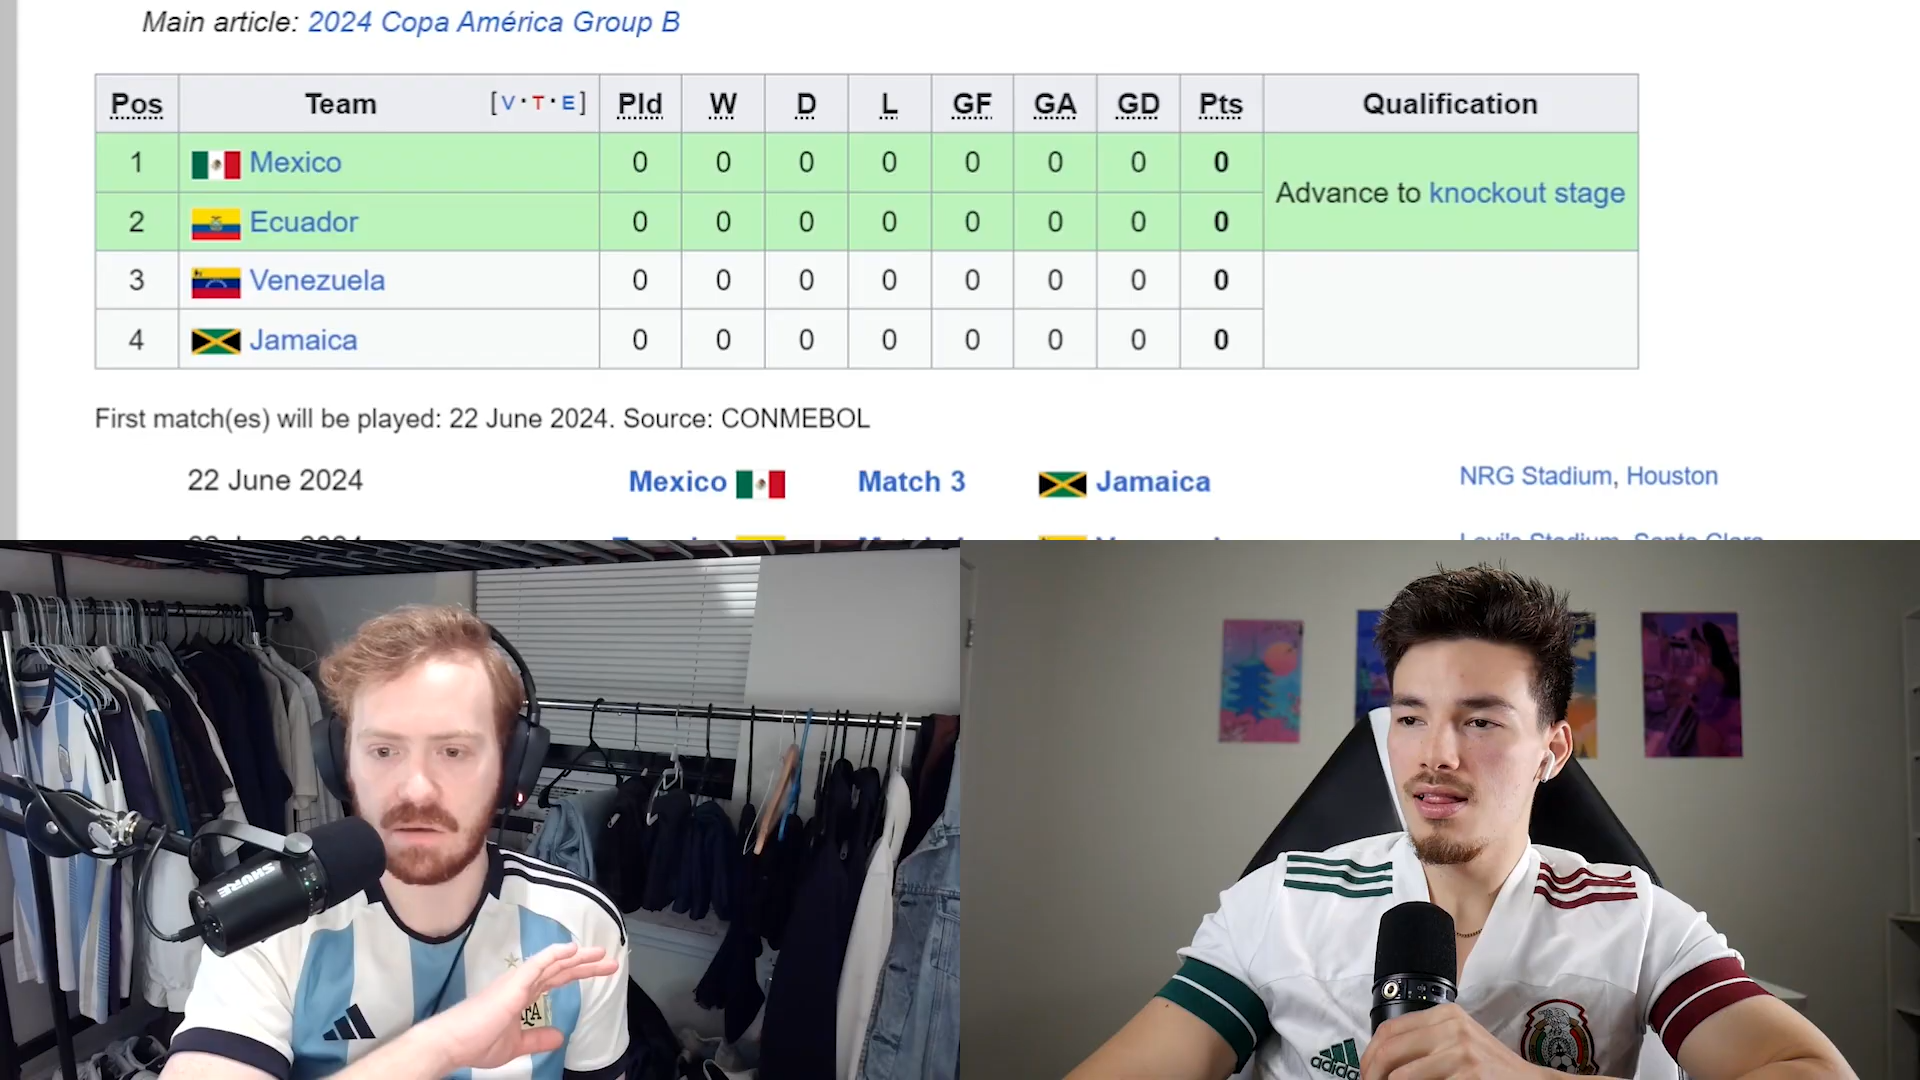 Main article: 2024 Copa América Group B
Pos Team [V·T·E] Pld W D L GF GA GD Pts Qualification
1 Mexico 0 0 0 0 0 0 0 0 Advance to knockout stage
2 Ecuador 0 0 0 0 0 0 0 0
3 Venezuela 0 0 0 0 0 0 0 0
4 Jamaica 0 0 0 0 0 0 0 0
First match(es) will be played: 22 June 2024. Source: CONMEBOL
22 June 2024 Mexico Match 3 Jamaica NRG Stadium, Houston
SHURE
adidas